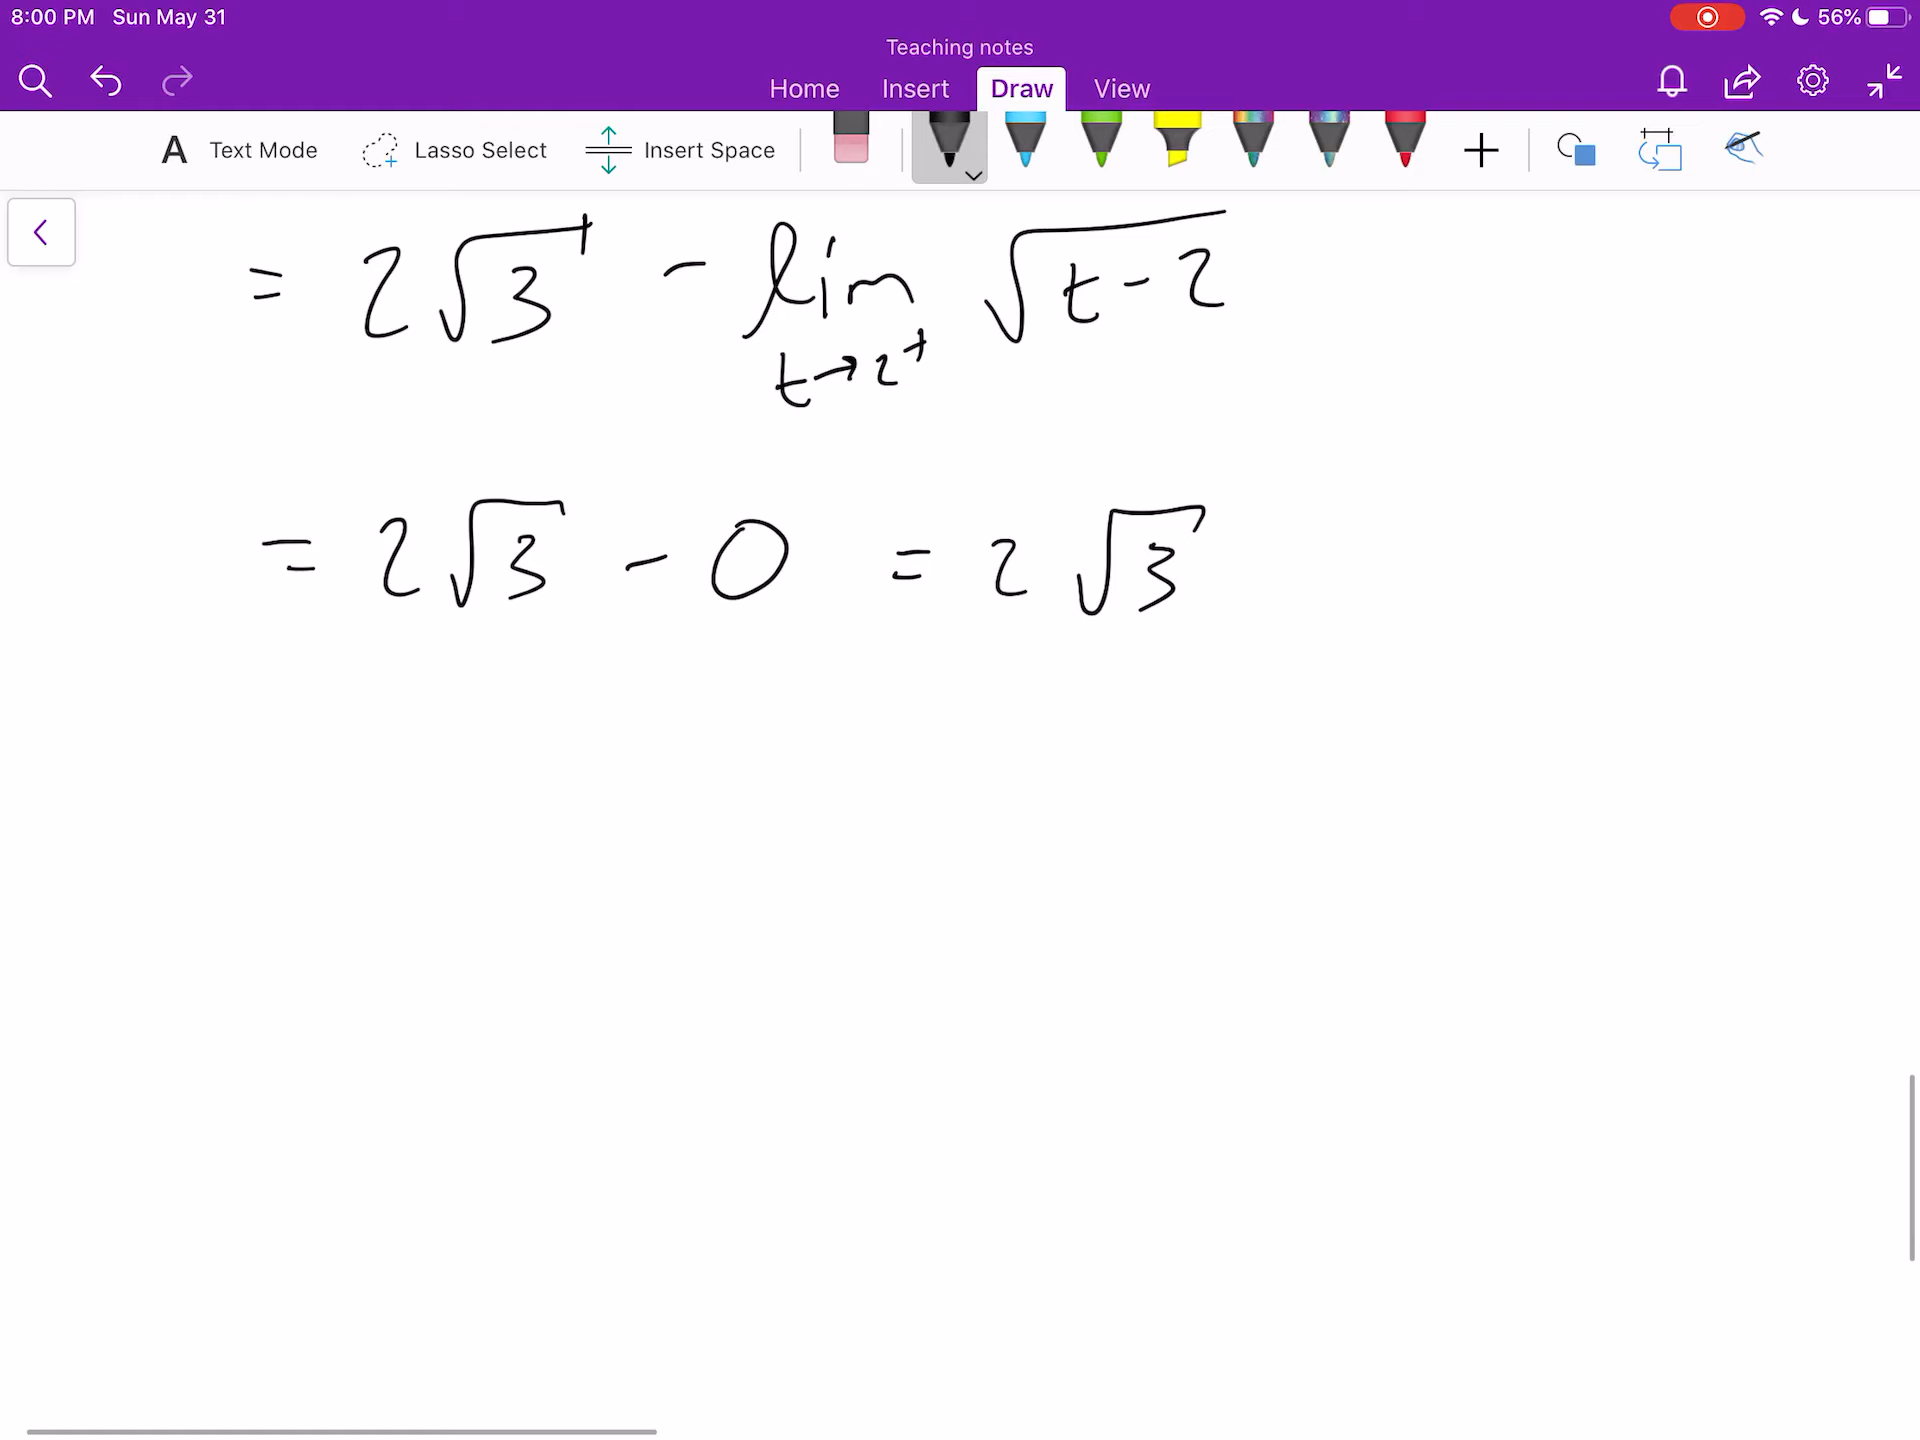 8:00 PM Sun May 31 56%
Teaching notes
Home Insert Draw View
A Text Mode Lasso Select Insert Space
= 2√3 - lim √t-2
t→2+
= 2√3 - 0 = 2√3